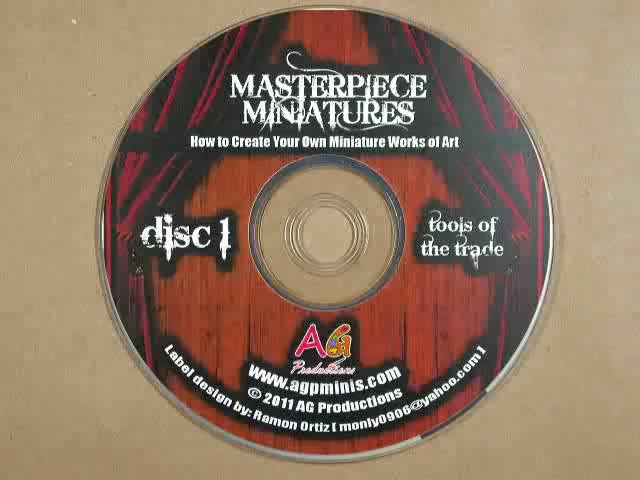 MASTERPIECE
MINIATURES
How to Create Your Own Miniature Works of Art
disc 1
tools of
the trade
AG
Productions
www.agpminis.com
© 2011 AG Productions
Label design by: Ramon Ortiz [ monly0906@yahoo.com ]